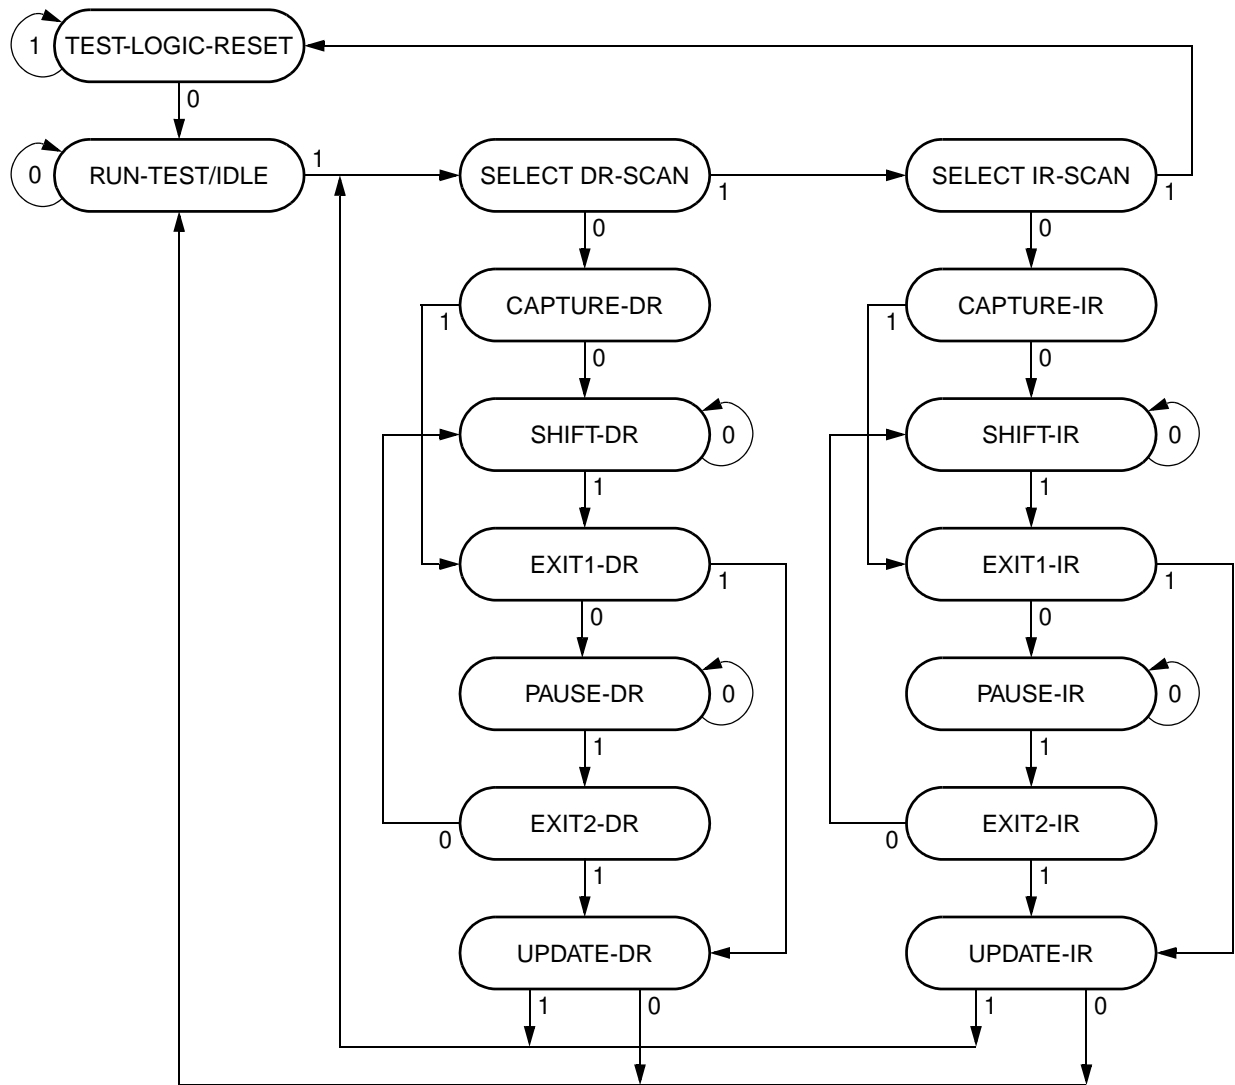 1
TEST-LOGIC-RESET
0
0
RUN-TEST/IDLE
1
SELECT DR-SCAN
1
SELECT IR-SCAN
1
0
0
CAPTURE-DR
1
CAPTURE-IR
1
0
0
SHIFT-DR
0
SHIFT-IR
0
1
1
EXIT1-DR
1
EXIT1-IR
1
0
0
PAUSE-DR
0
PAUSE-IR
0
1
1
EXIT2-DR
0
EXIT2-IR
0
1
1
UPDATE-DR
UPDATE-IR
1
0
1
0